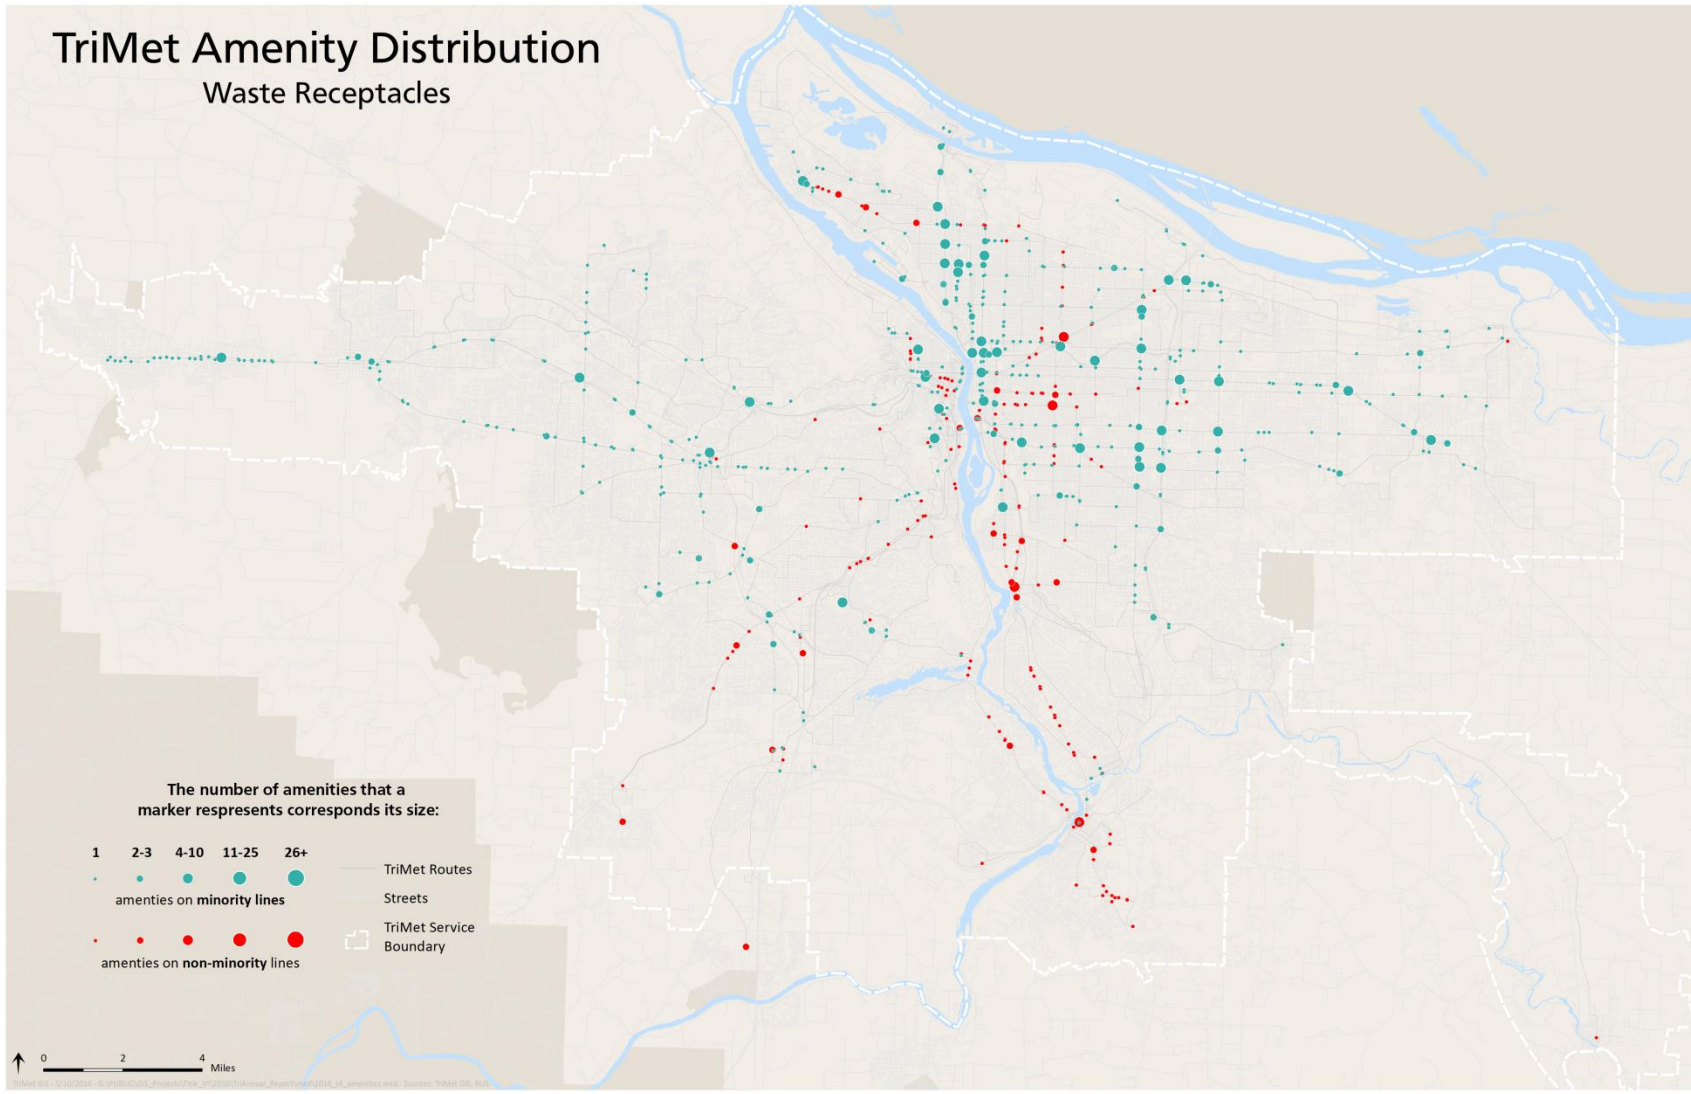 TriMet Amenity Distribution
Waste Receptacles
The number of amenities that a
marker respresents corresponds its size:
1 2-3 4-10 11-25 26+
amenties on minority lines
amenties on non-minority lines
TriMet Routes
Streets
TriMet Service
Boundary
0 2 4
Miles